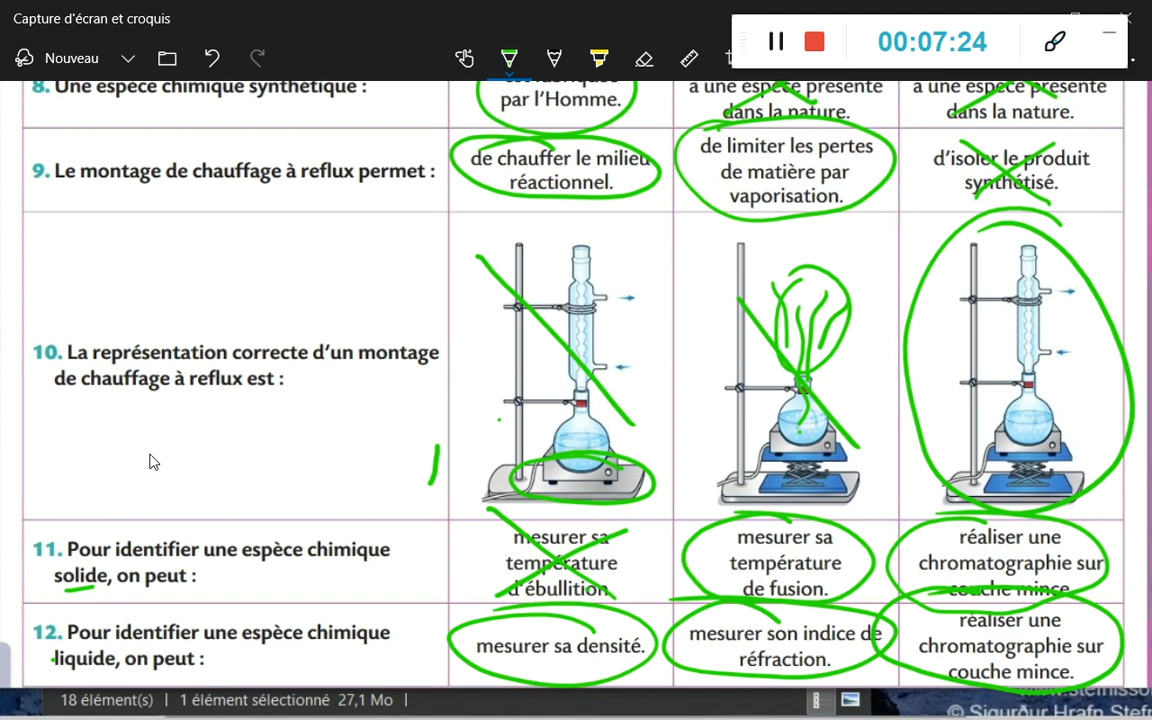 Capture d'écran et croquis
Nouveau
00:07:24
8. Une espèce chimique synthétique :
par l'Homme.
à une espèce présente
dans la nature.
à une espèce présente
dans la nature.
9. Le montage de chauffage à reflux permet :
de chauffer le milieu
réactionnel.
de limiter les pertes
de matière par
vaporisation.
d'isoler le produit
synthétisé.
10. La représentation correcte d'un montage
de chauffage à reflux est :
11. Pour identifier une espèce chimique
solide, on peut :
mesurer sa
température
d'ébullition.
mesurer sa
température
de fusion.
réaliser une
chromatographie sur
couche mince.
12. Pour identifier une espèce chimique
liquide, on peut :
mesurer sa densité.
mesurer son indice de
réfraction.
réaliser une
chromatographie sur
couche mince.
18 élément(s)
1 élément sélectionné 27,1 Mo